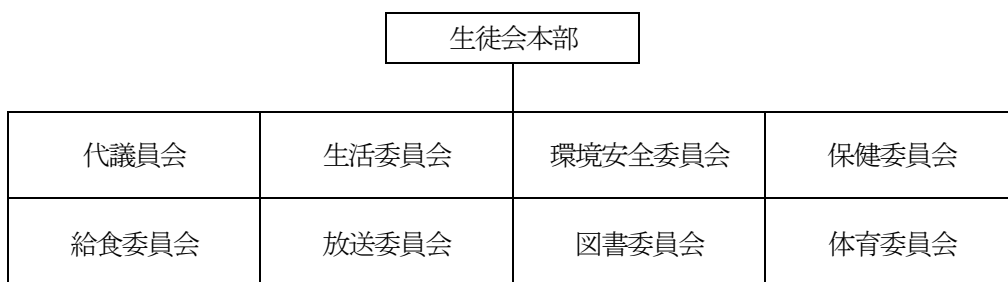 生徒会本部
代議員会 生活委員会 環境安全委員会 保健委員会
給食委員会 放送委員会 図書委員会 体育委員会